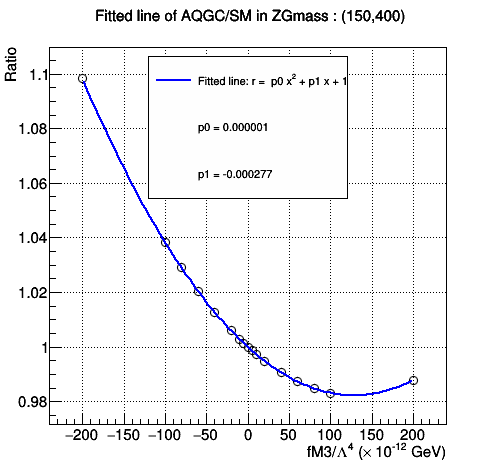 Fitted line of AQGC/SM in ZGmass : (150,400)
Ratio
Fitted line: r = p0 x² + p1 x + 1
p0 = 0.000001
p1 = -0.000277
1.1
1.08
1.06
1.04
1.02
1
0.98
−200 −150 −100 −50 0 50 100 150 200
fM3/Λ⁴ (× 10⁻¹² GeV)